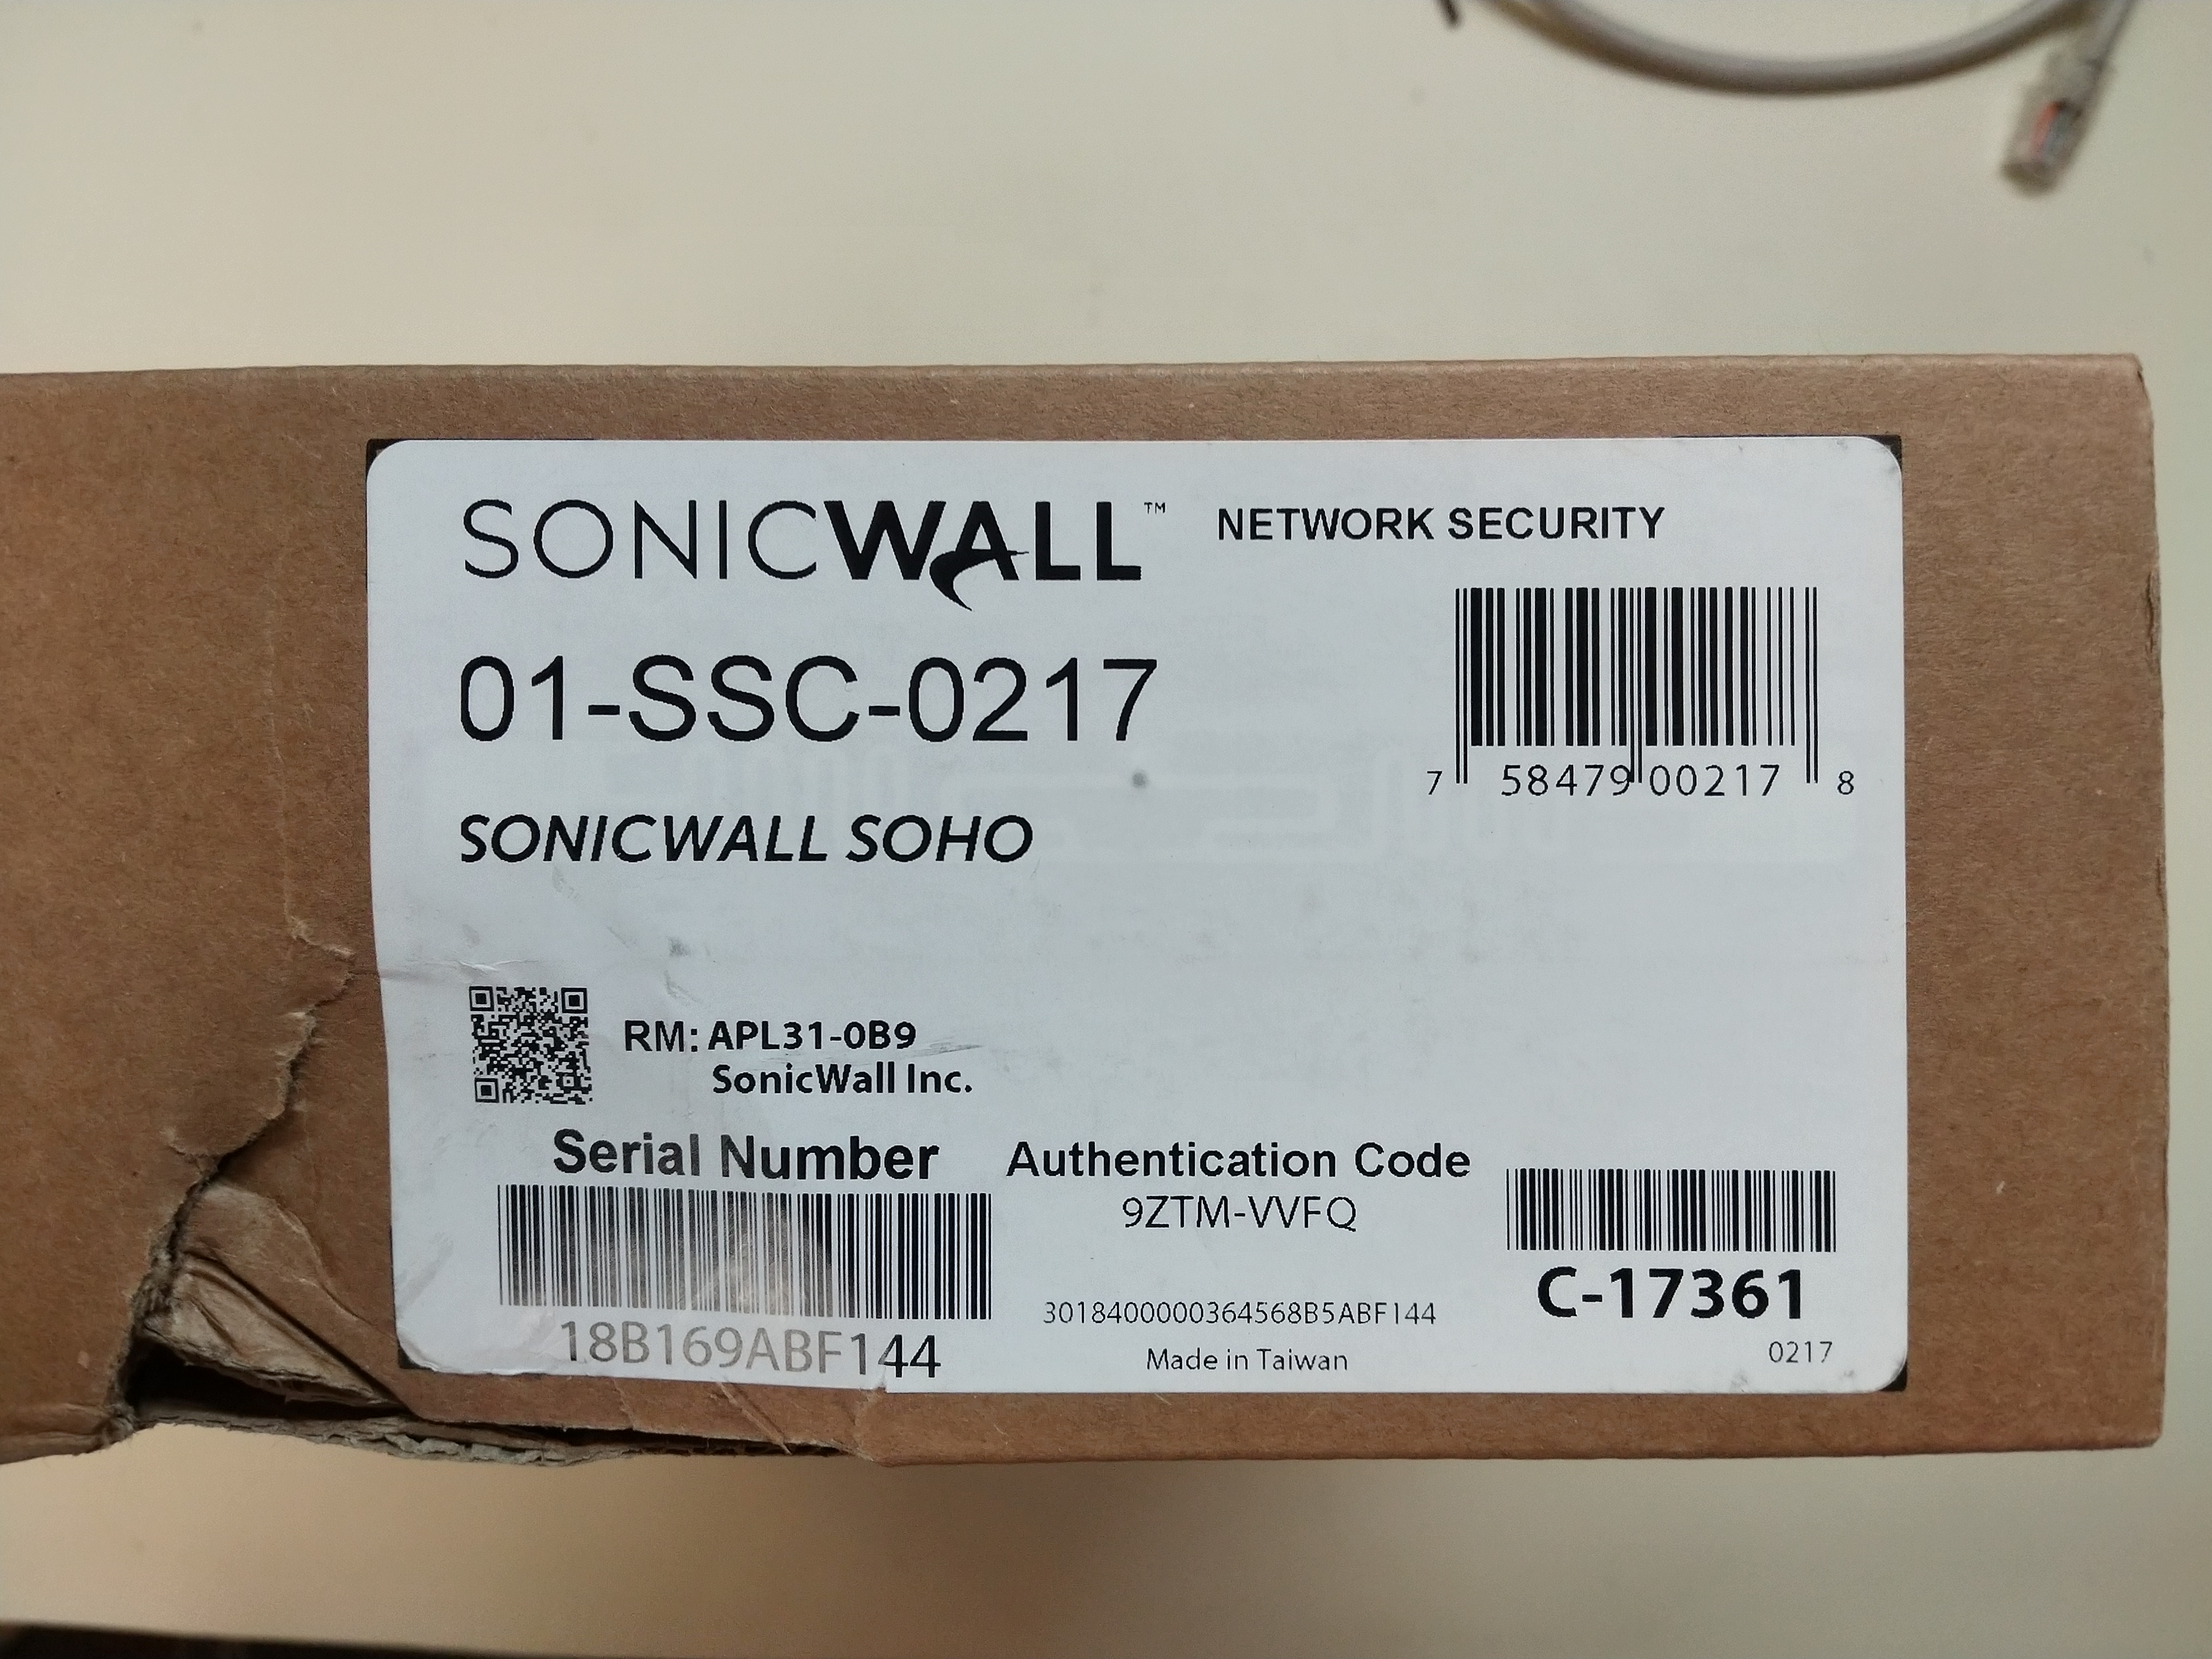 SONICWALL™ NETWORK SECURITY
01-SSC-0217
7 58479 00217 8
SONICWALL SOHO
RM: APL31-0B9
SonicWall Inc.
Serial Number
18B169ABF144
Authentication Code
9ZTM-VVFQ
3018400000364568B5ABF144
Made in Taiwan
C-17361
0217